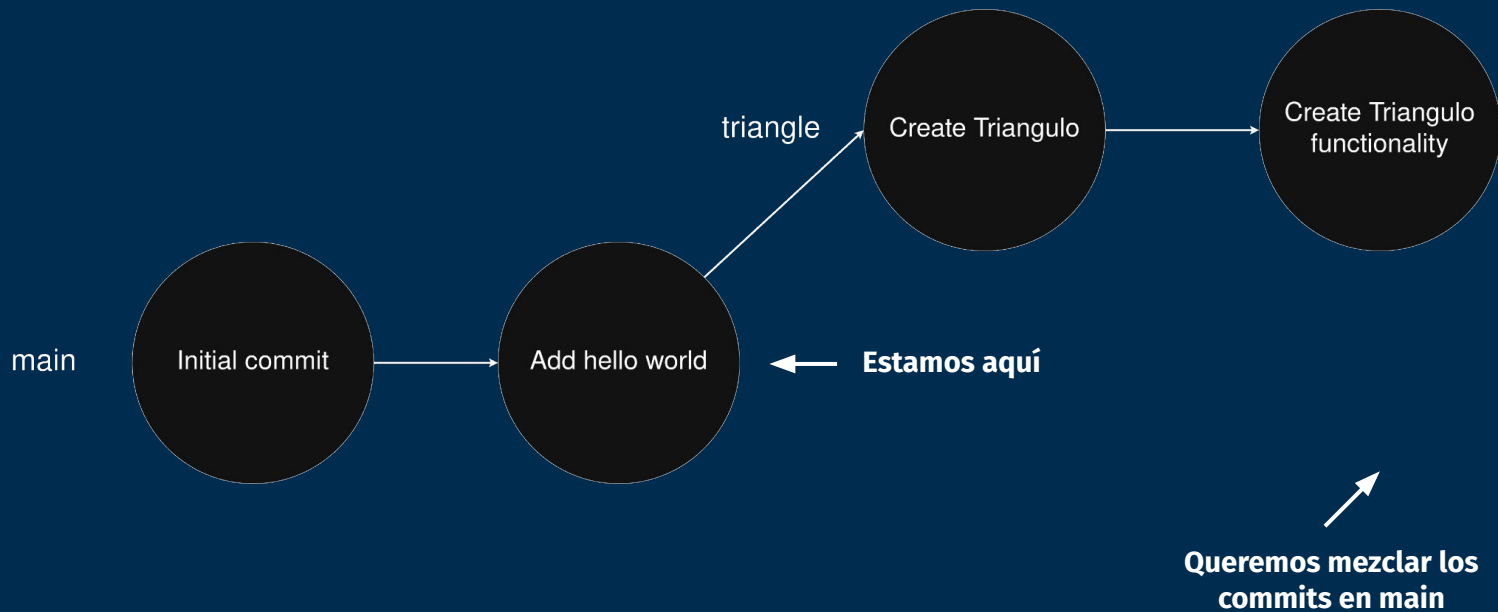 triangle
Create Triangulo
Create Triangulo
functionality
main
Initial commit
Add hello world
Estamos aquí
Queremos mezclar los
commits en main